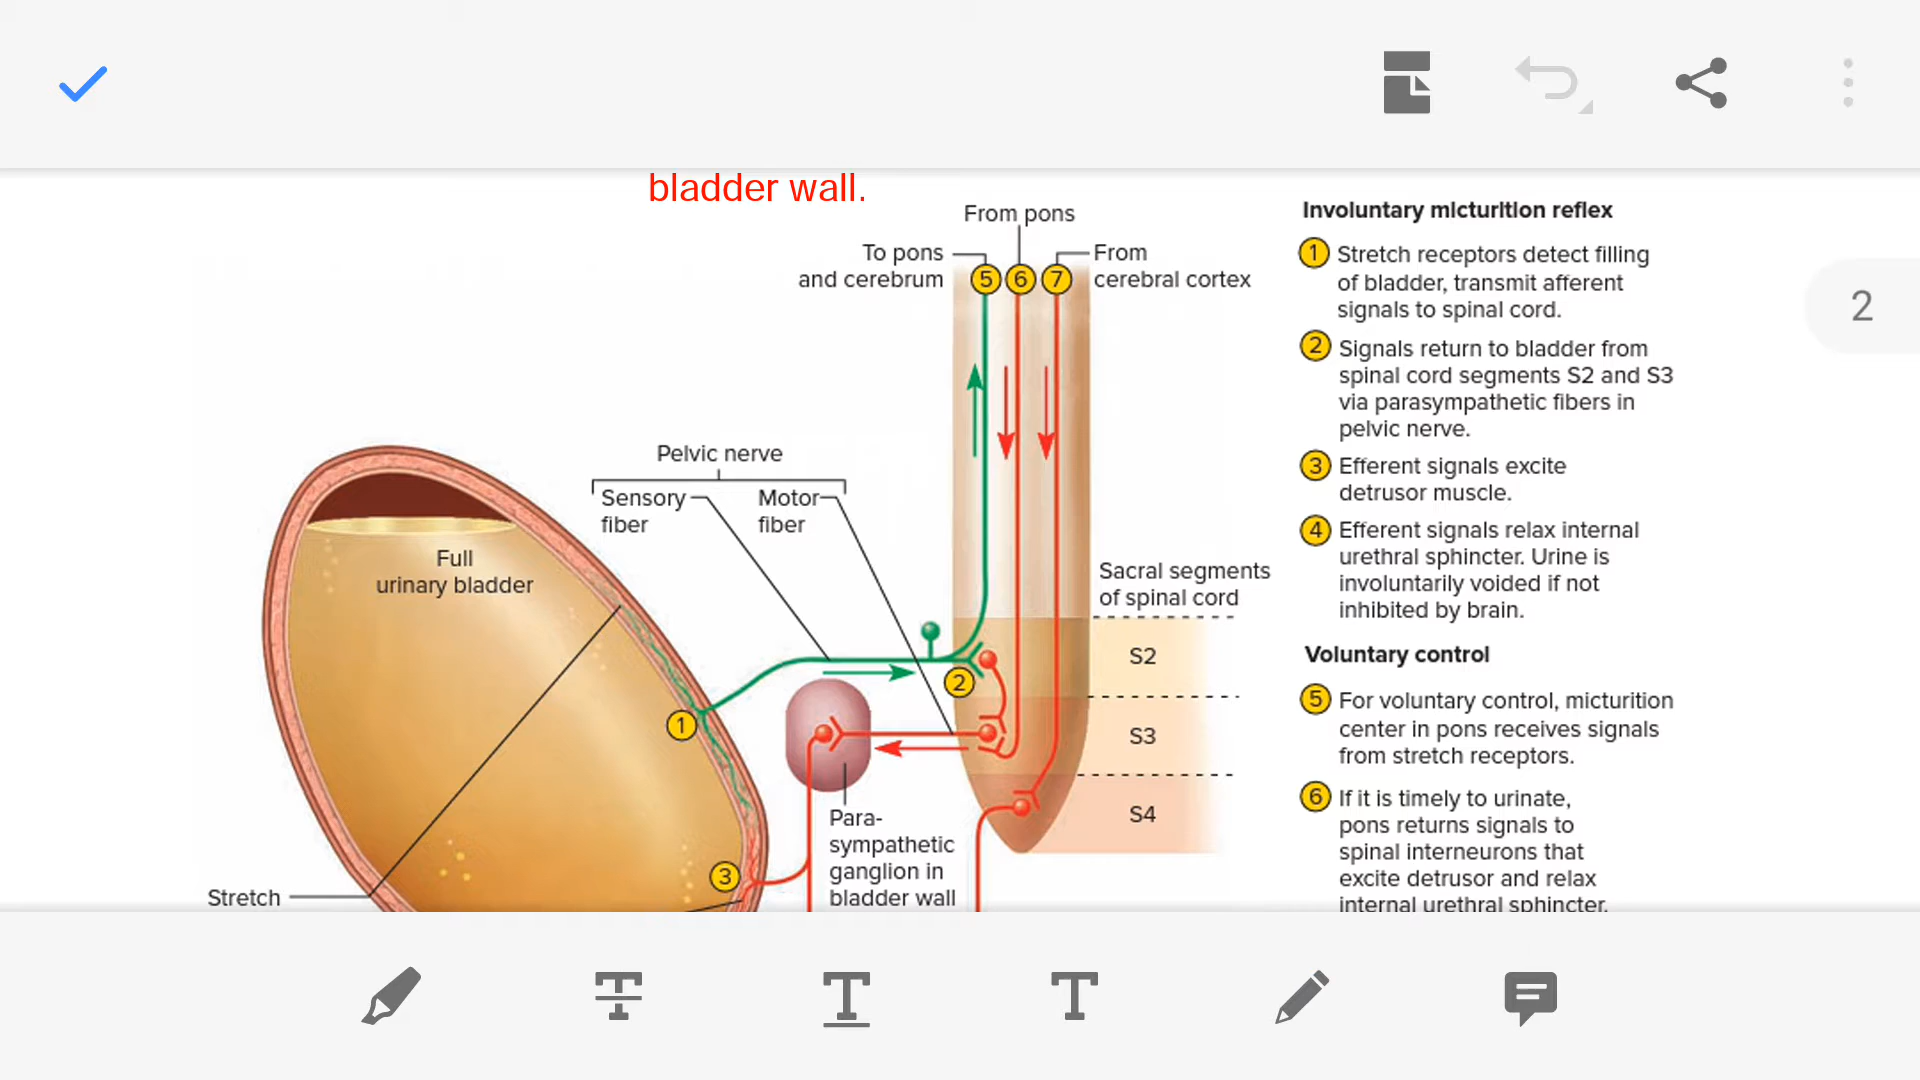 bladder wall.
From pons
To pons
and cerebrum
5 6 7
From
cerebral cortex
Pelvic nerve
Sensory
fiber
Motor
fiber
Full
urinary bladder
Sacral segments
of spinal cord
S2
2
1
S3
S4
3
Para-
sympathetic
ganglion in
bladder wall
Stretch
Involuntary micturition reflex
1 Stretch receptors detect filling
of bladder, transmit afferent
signals to spinal cord.
2 Signals return to bladder from
spinal cord segments S2 and S3
via parasympathetic fibers in
pelvic nerve.
3 Efferent signals excite
detrusor muscle.
4 Efferent signals relax internal
urethral sphincter. Urine is
involuntarily voided if not
inhibited by brain.
Voluntary control
5 For voluntary control, micturition
center in pons receives signals
from stretch receptors.
6 If it is timely to urinate,
pons returns signals to
spinal interneurons that
excite detrusor and relax
internal urethral sphincter.
2